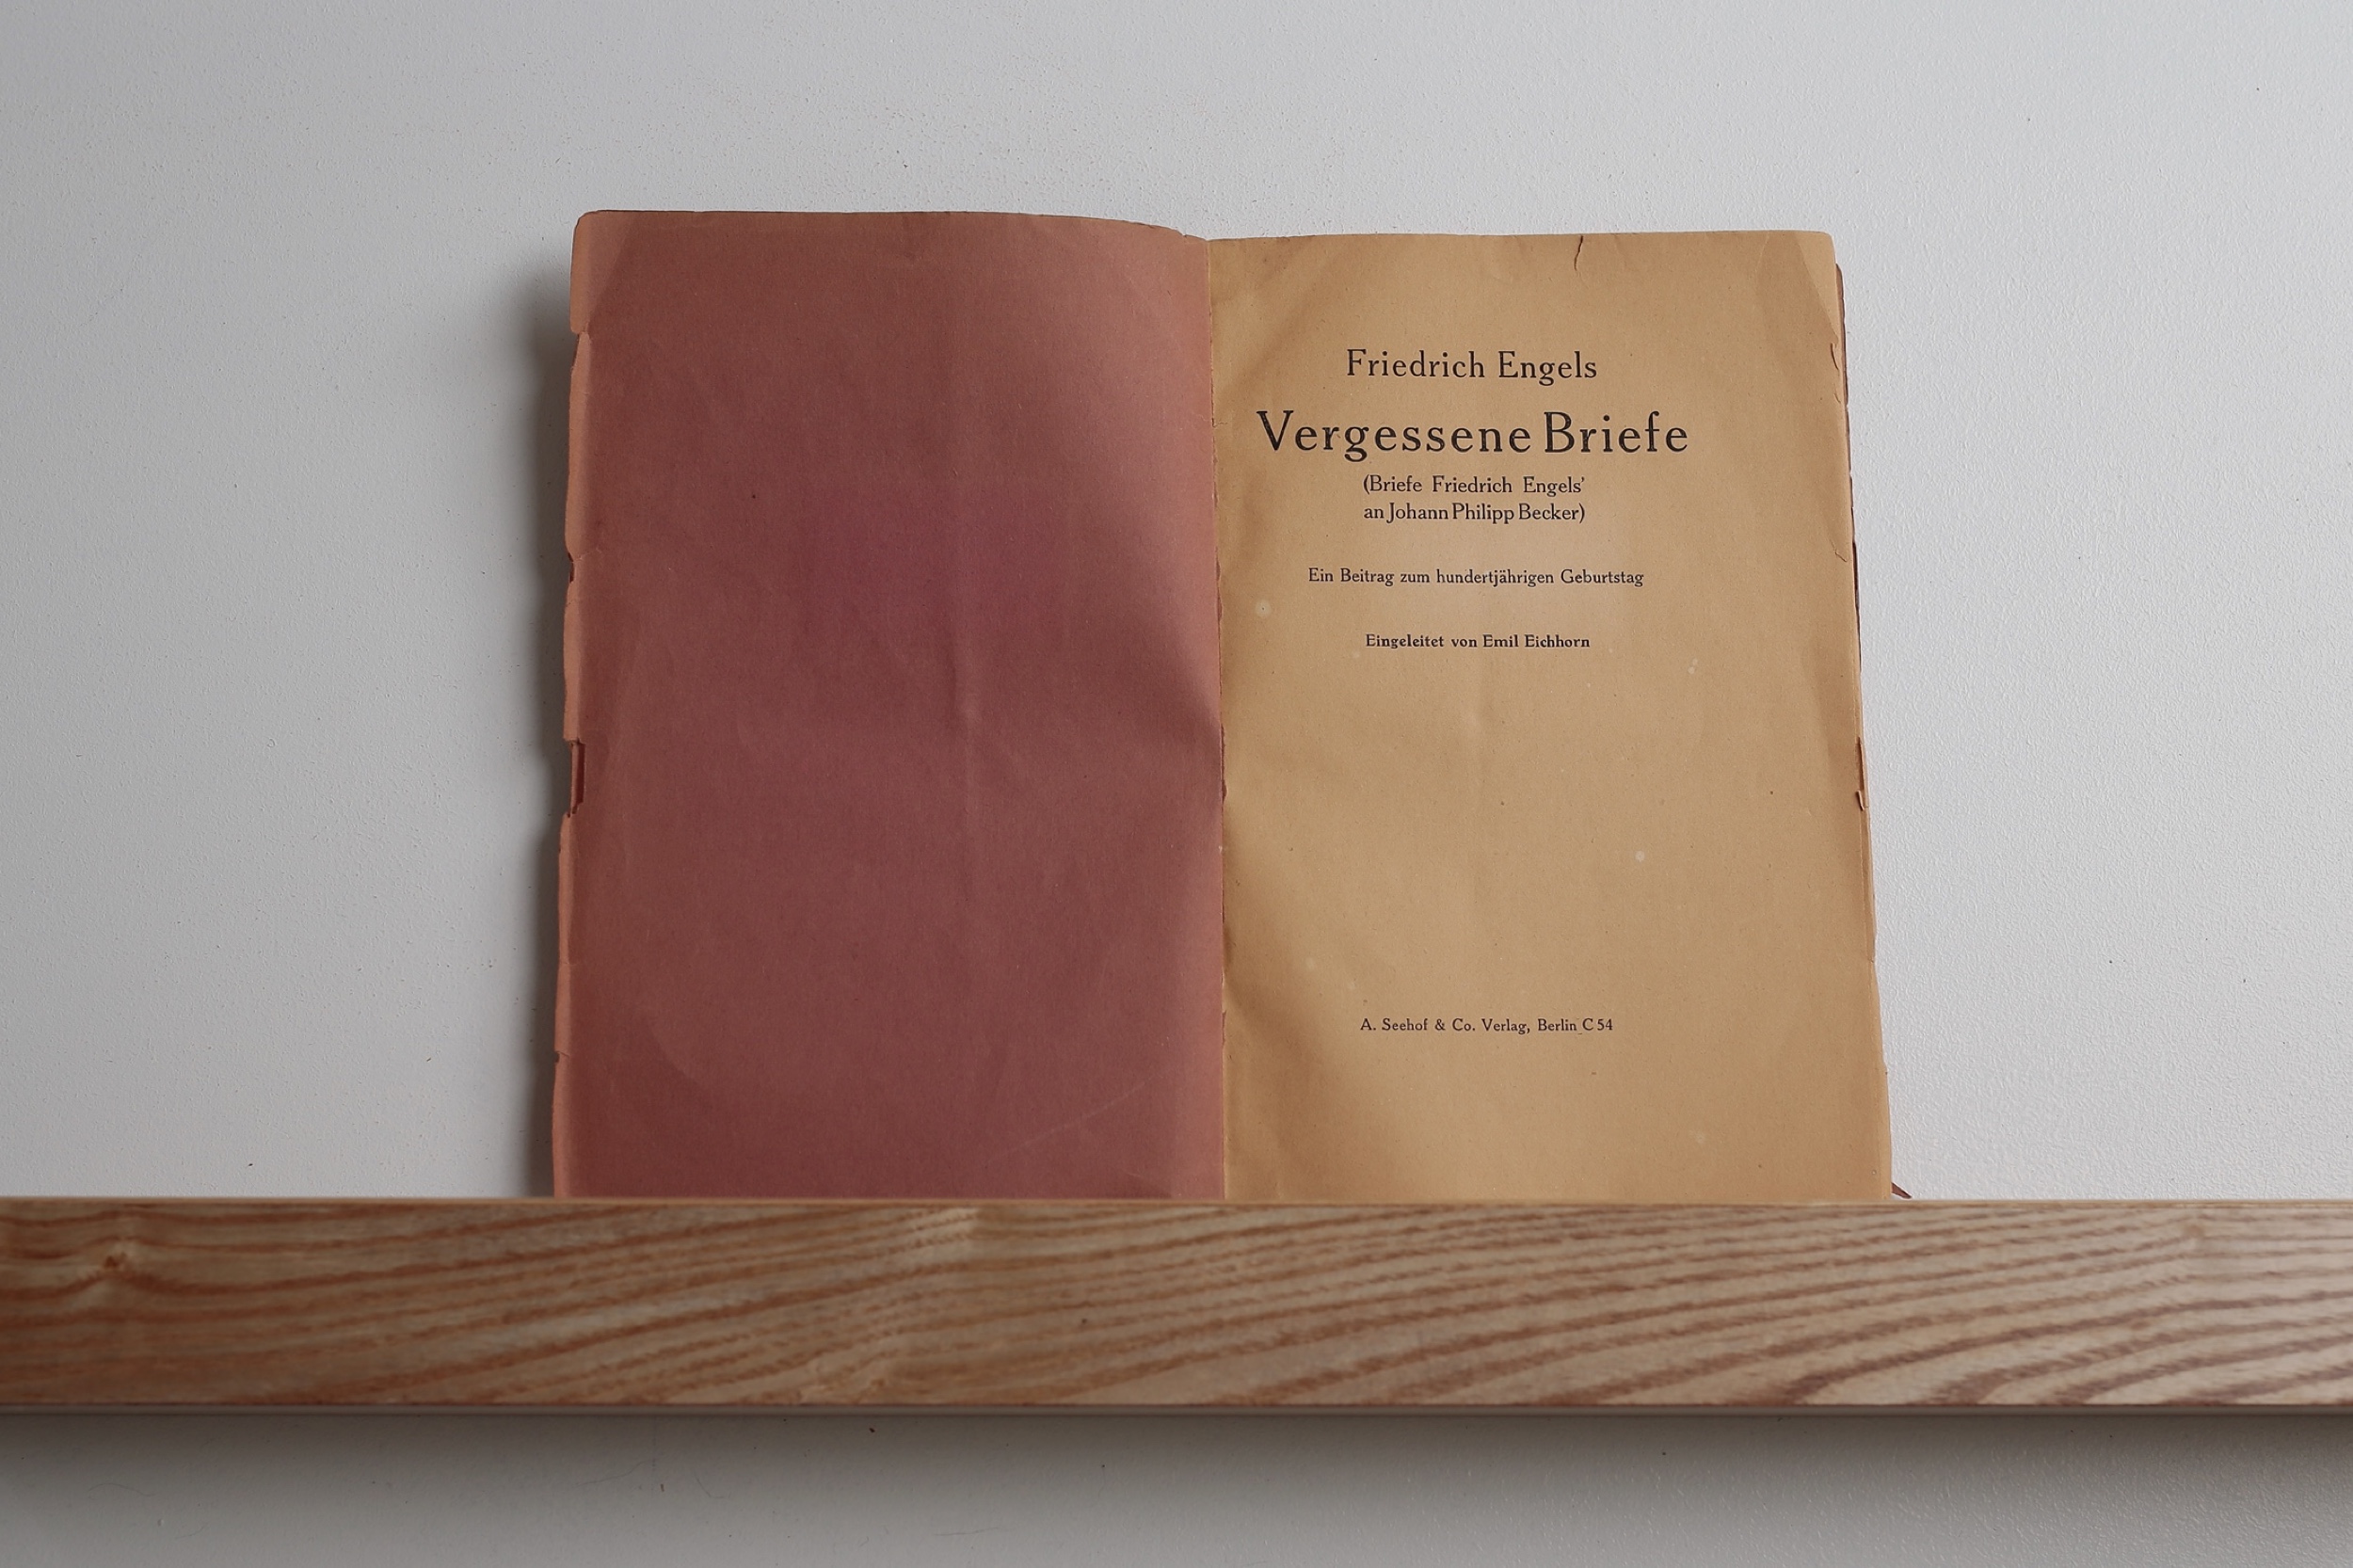 Friedrich Engels
Vergessene Briefe
(Briefe Friedrich Engels'
an Johann Philipp Becker)
Ein Beitrag zum hundertjährigen Geburtstag
Eingeleitet von Emil Eichhorn
A. Seehof & Co. Verlag, Berlin C 54